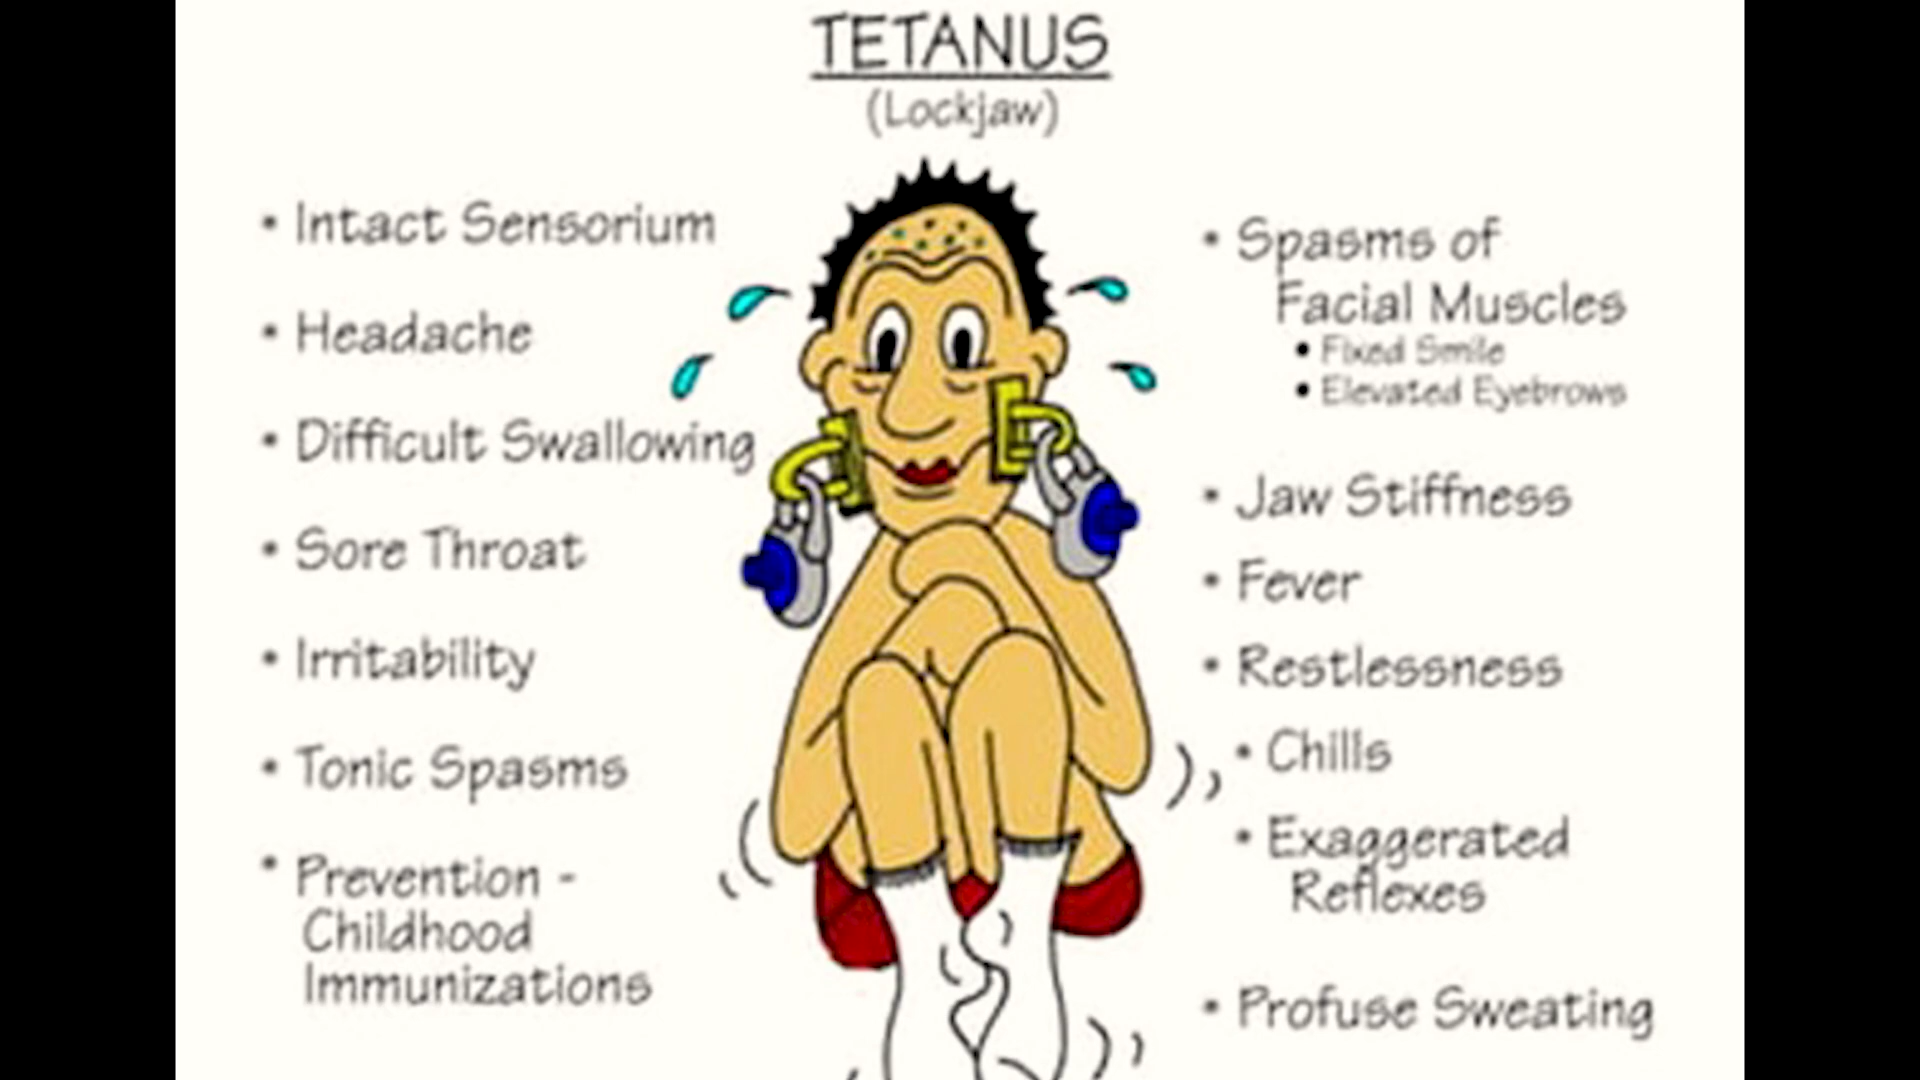 TETANUS
(Lockjaw)
• Intact Sensorium
• Headache
• Difficult Swallowing
• Sore Throat
• Irritability
• Tonic Spasms
• Prevention -
Childhood
Immunizations
• Spasms of
Facial Muscles
• Fixed Smile
• Elevated Eyebrows
• Jaw Stiffness
• Fever
• Restlessness
• Chills
• Exaggerated
Reflexes
• Profuse Sweating